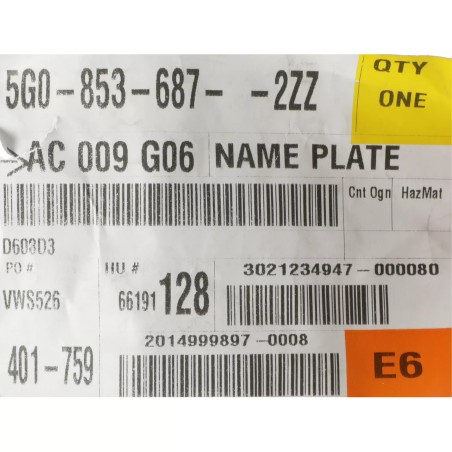 5G0-853-687- -2ZZ
QTY
ONE
AC 009 G06
NAME PLATE
Cnt Ogn
HazMat
D603D3
PO #
HU #
VWS526
66191 128
3021234947-000080
2014999897-0008
401-759
E6